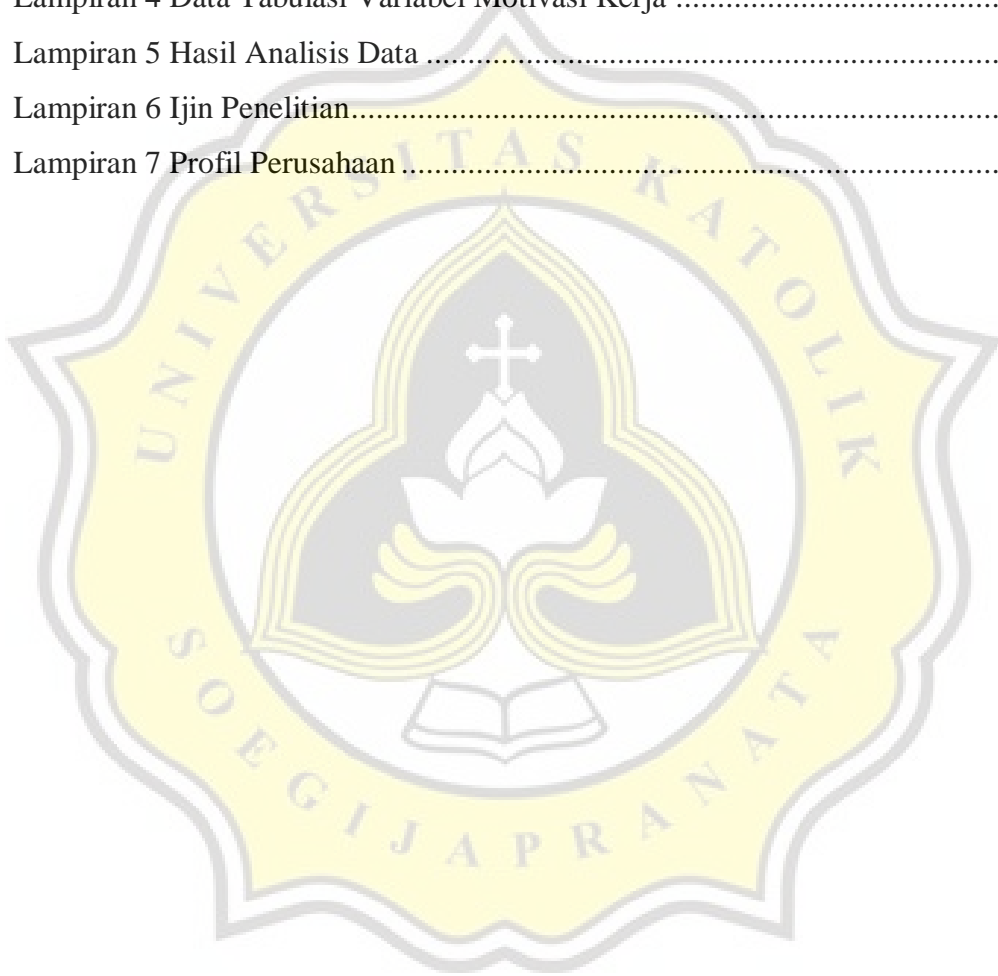 Lampiran 4 Data Tabulasi Variabel Motivasi Kerja ........................................
Lampiran 5 Hasil Analisis Data .......................................................................
Lampiran 6 Ijin Penelitian................................................................................
Lampiran 7 Profil Perusahaan ..........................................................................
UNIVERSITAS KATOLIK
SOEGIJAPRANATA